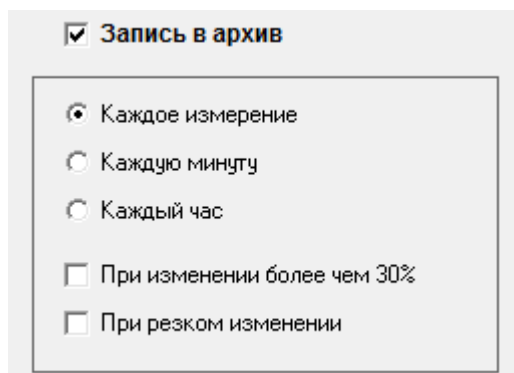 Запись в архив
Каждое измерение
Каждую минуту
Каждый час
При изменении более чем 30%
При резком изменении